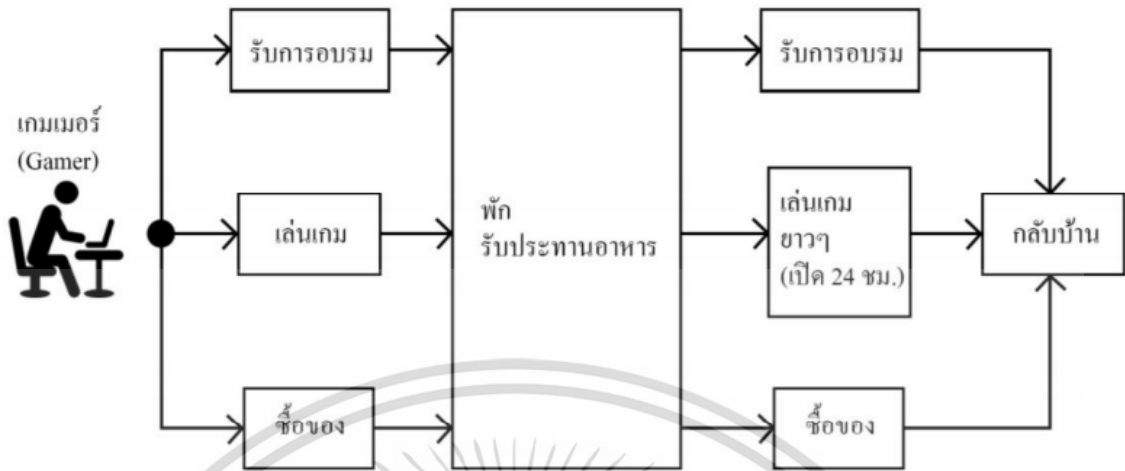 เกมเมอร์
(Gamer)
รับการอบรม
เล่นเกม
ซื้อของ
พัก
รับประทานอาหาร
รับการอบรม
เล่นเกม
ยาวๆ
(เปิด 24 ชม.)
ซื้อของ
กลับบ้าน